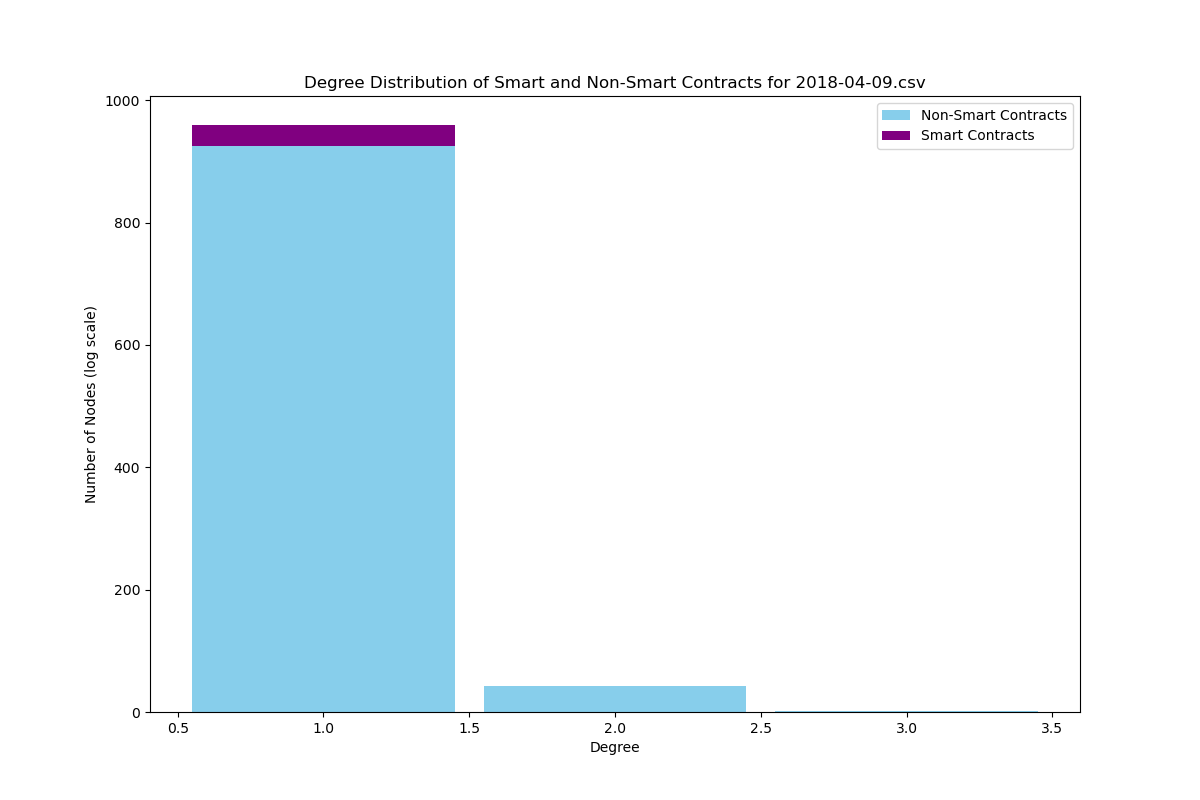 Degree Distribution of Smart and Non-Smart Contracts for 2018-04-09.csv
Non-Smart Contracts
Smart Contracts
1000
800
600
400
200
0
Number of Nodes (log scale)
0.5 1.0 1.5 2.0 2.5 3.0 3.5
Degree